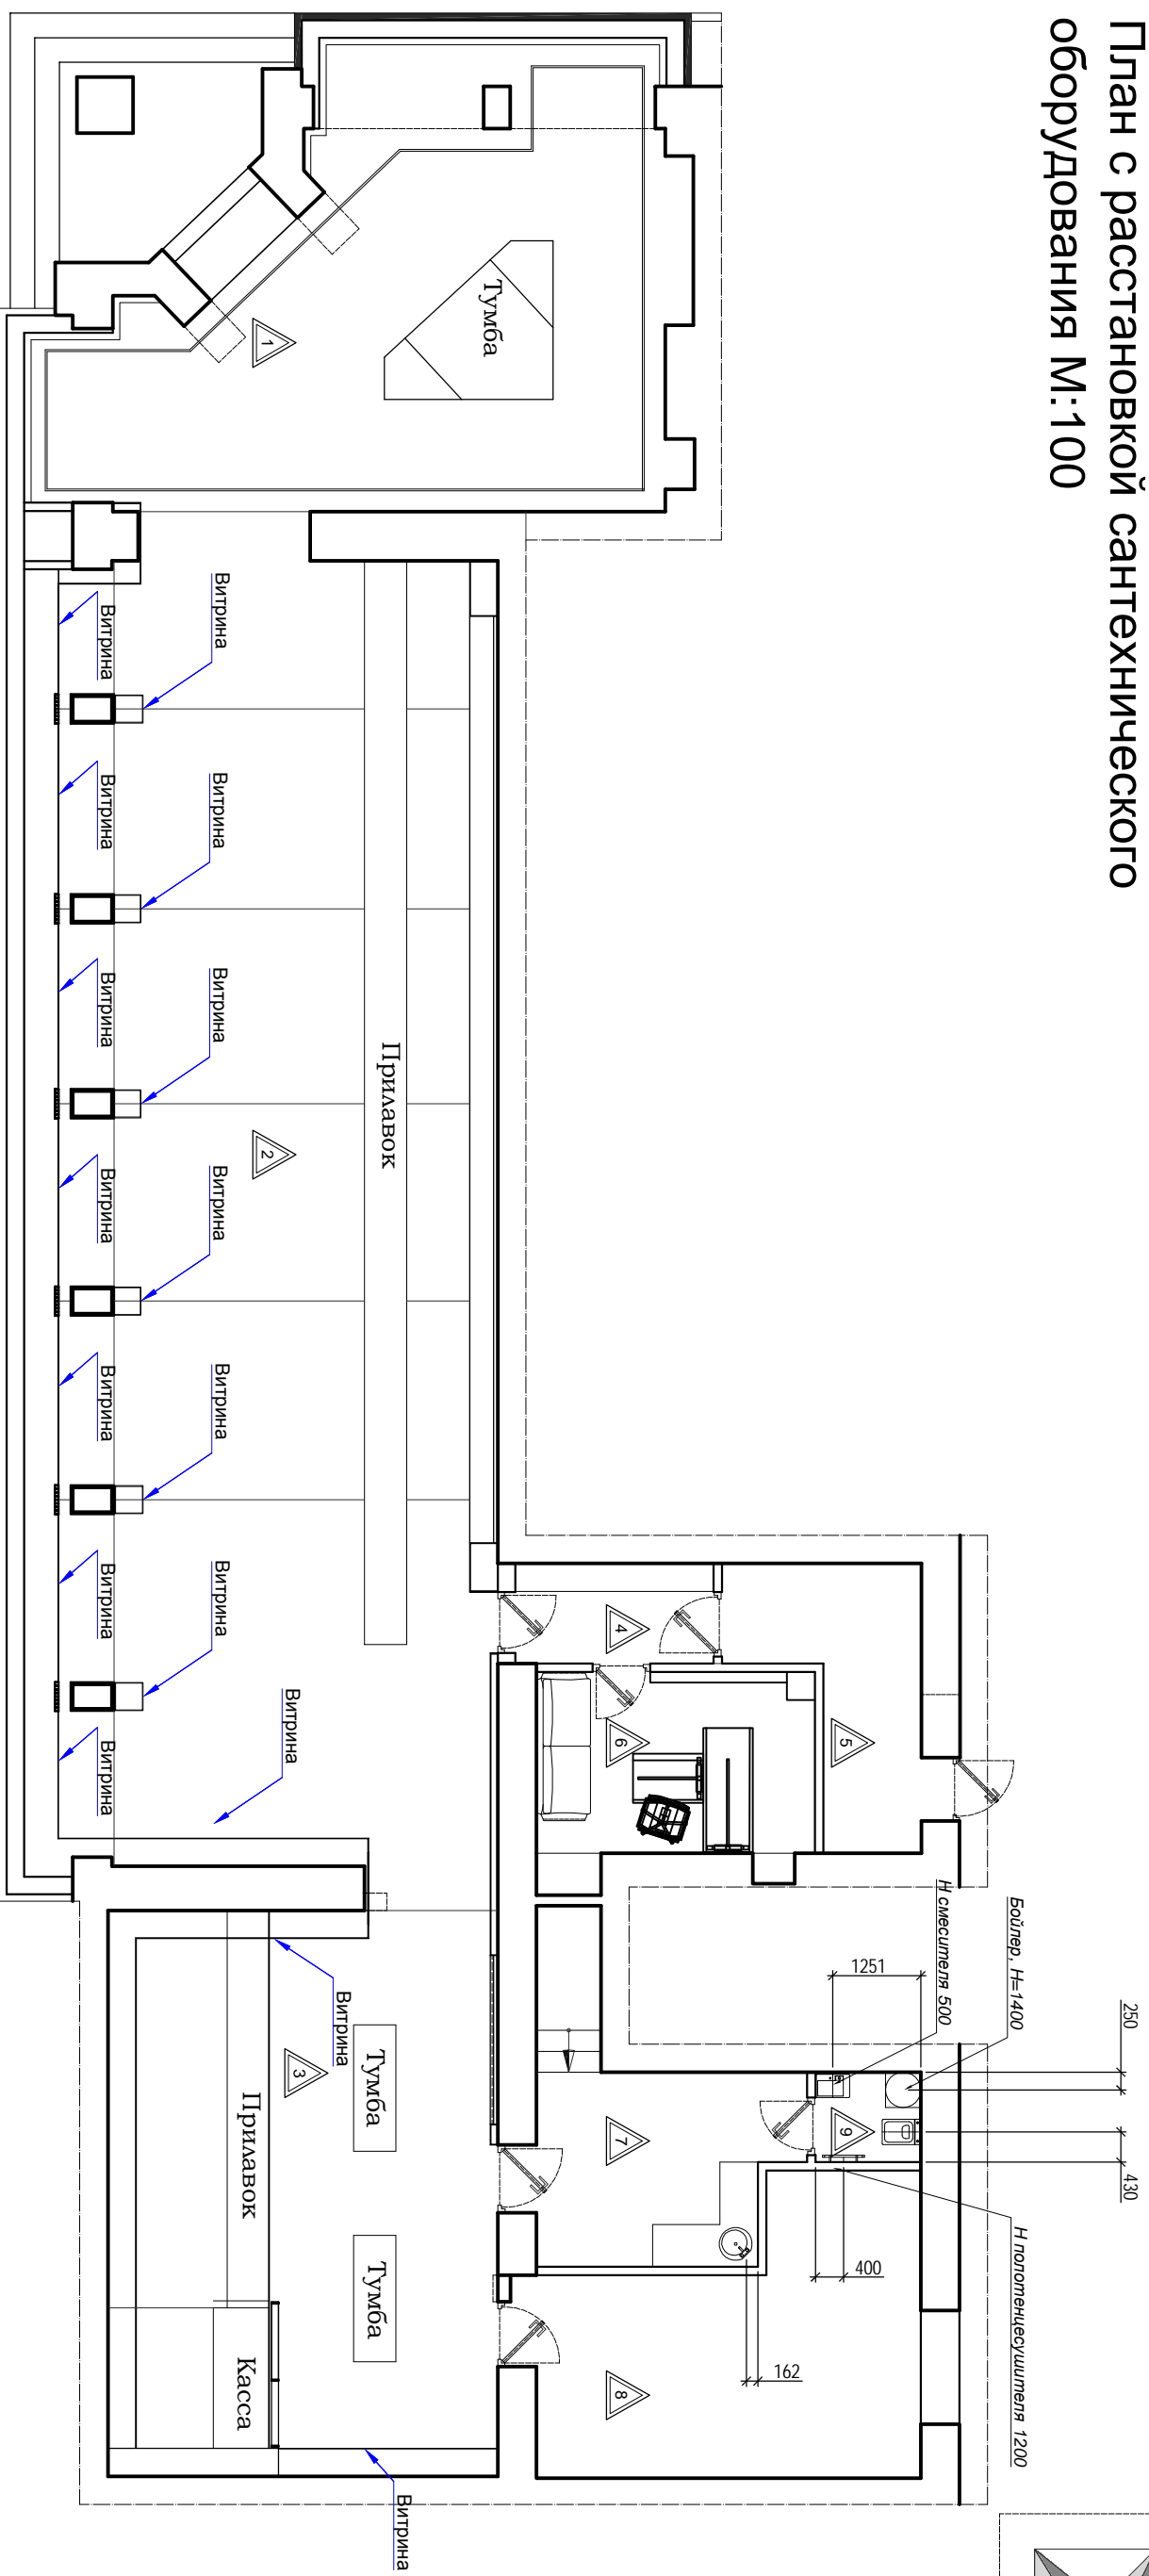 План с расстановкой сантехнического
оборудования М:100
250
430
Бойлер, Н=1400
Н полотенцесушителя 1200
Н смесителя 500
1251
400
5
9
162
4
6
7
8
Тумба
Прилавок
Тумба
Тумба
Витрина
Витрина
Витрина
1
2
3
Прилавок
Касса
Витрина
Витрина
Витрина
Витрина
Витрина
Витрина
Витрина
Витрина
Витрина
Витрина
Витрина
Витрина
Витрина